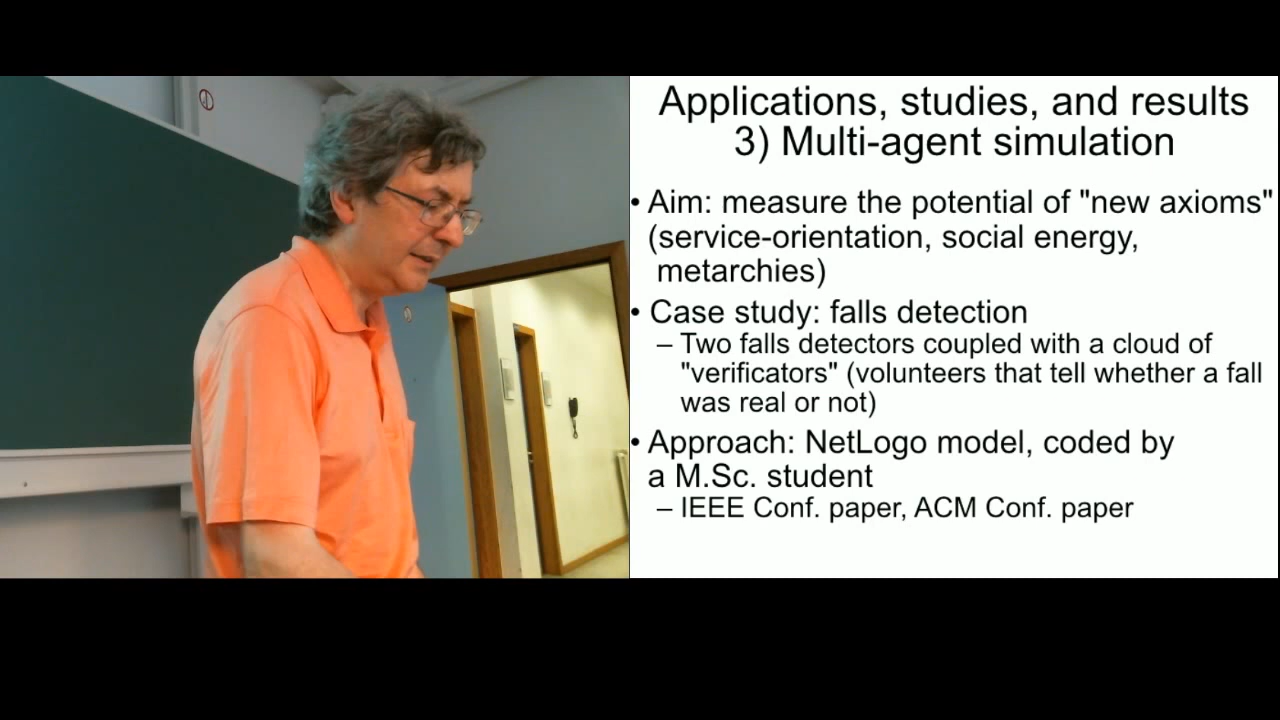 Applications, studies, and results
3) Multi-agent simulation
• Aim: measure the potential of "new axioms"
(service-orientation, social energy,
metarchies)
• Case study: falls detection
– Two falls detectors coupled with a cloud of
"verificators" (volunteers that tell whether a fall
was real or not)
• Approach: NetLogo model, coded by
a M.Sc. student
– IEEE Conf. paper, ACM Conf. paper